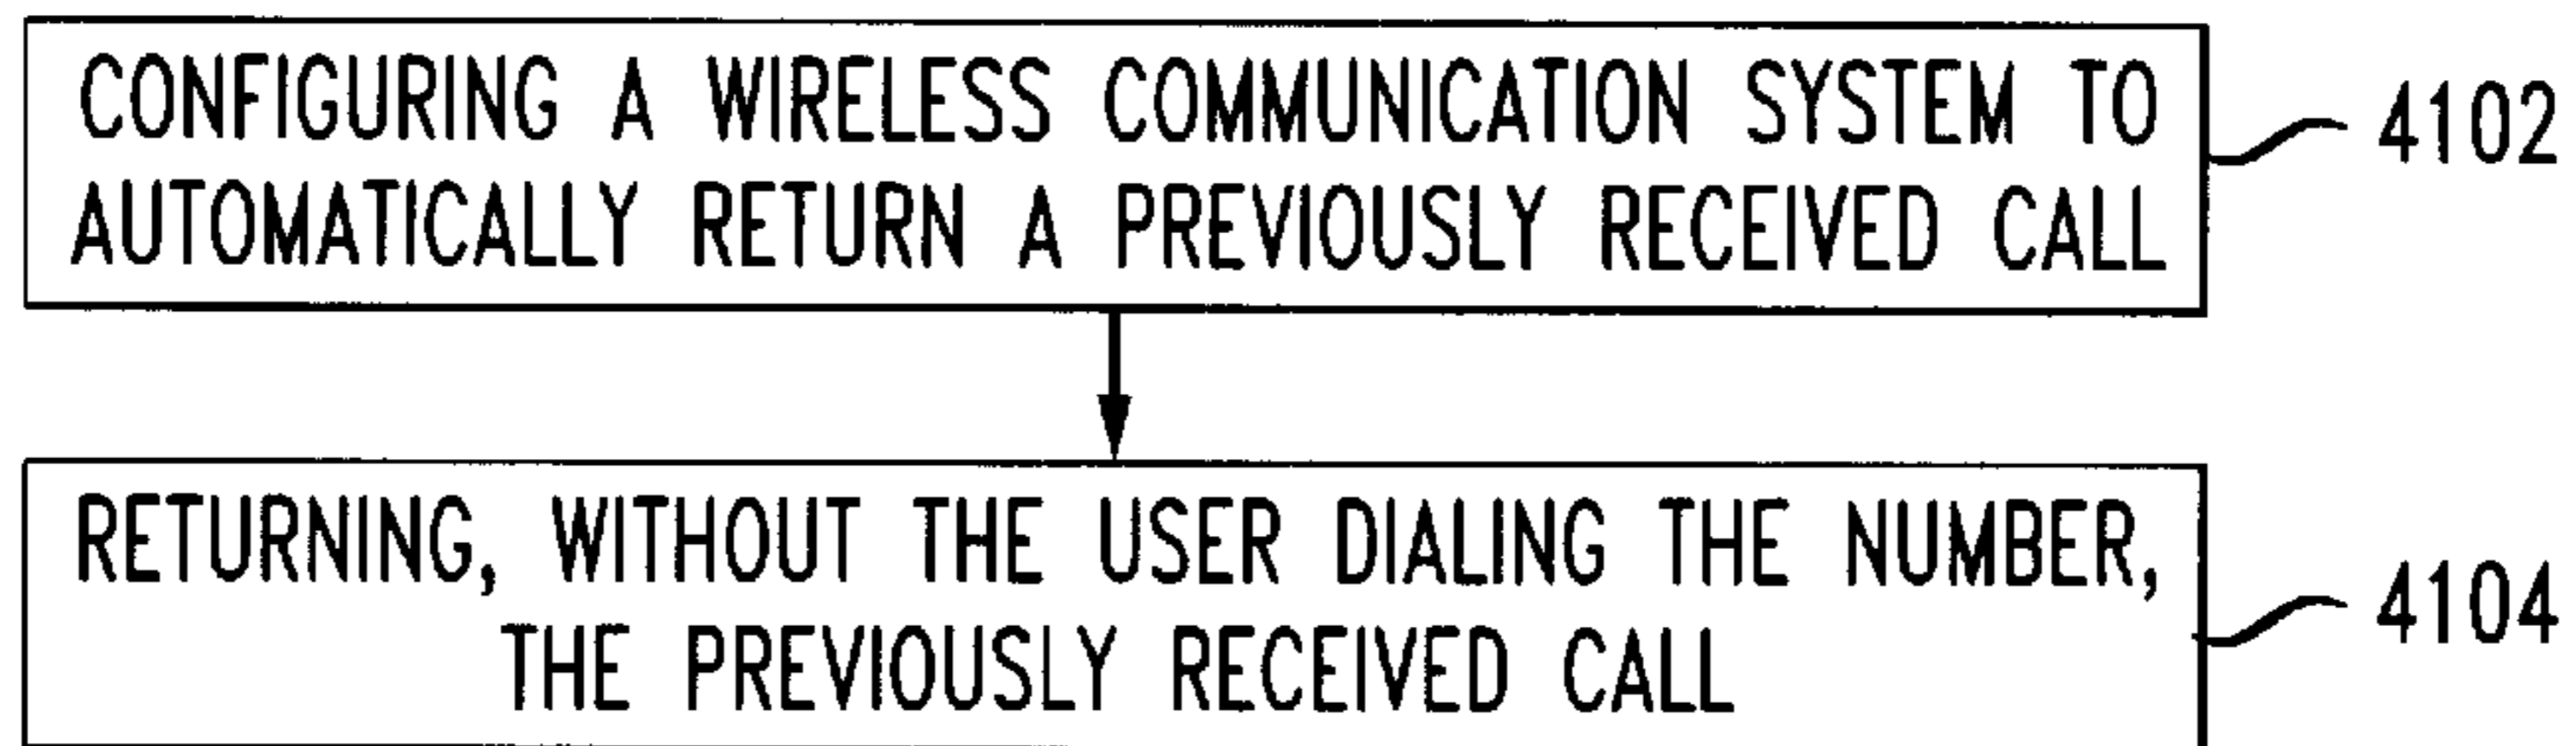 CONFIGURING A WIRELESS COMMUNICATION SYSTEM TO
AUTOMATICALLY RETURN A PREVIOUSLY RECEIVED CALL
4102
RETURNING, WITHOUT THE USER DIALING THE NUMBER,
THE PREVIOUSLY RECEIVED CALL
4104